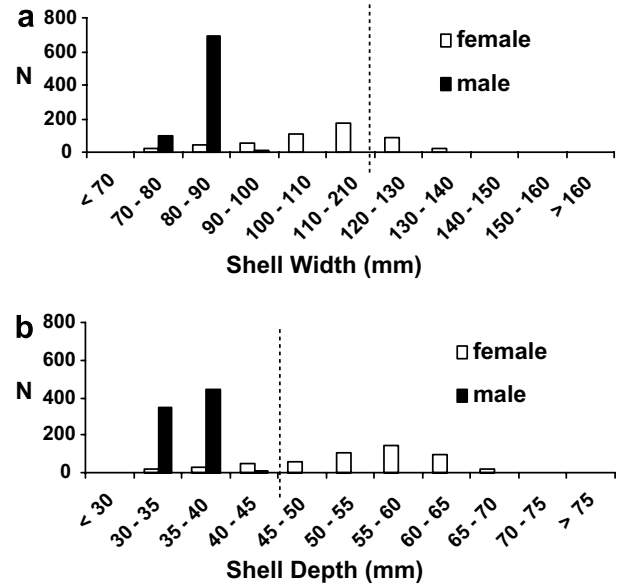 a
800
600
400
200
0
N
female
male
< 70
70 - 80
80 - 90
90 - 100
100 - 110
110 - 210
120 - 130
130 - 140
140 - 150
150 - 160
> 160
Shell Width (mm)
b
800
600
400
200
0
N
female
male
< 30
30 - 35
35 - 40
40 - 45
45 - 50
50 - 55
55 - 60
60 - 65
65 - 70
70 - 75
> 75
Shell Depth (mm)